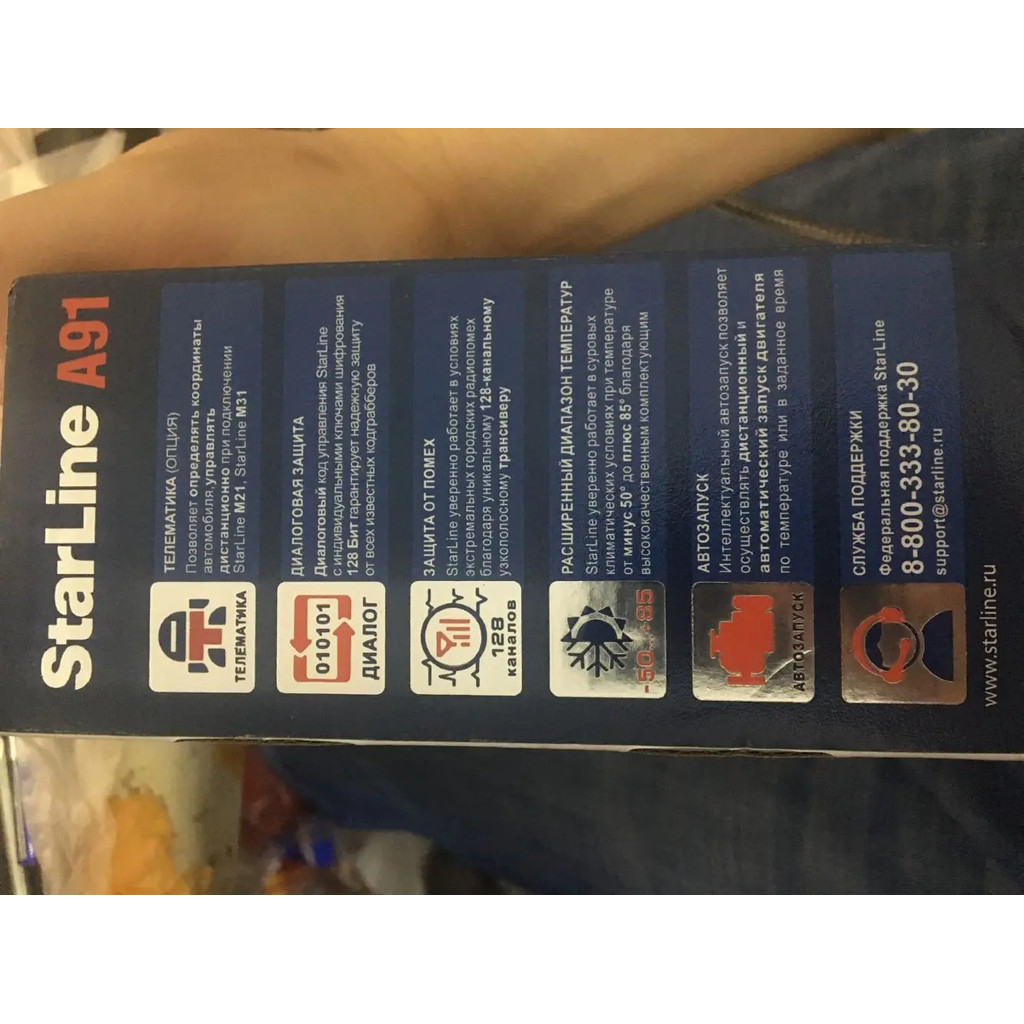 StarLine A91
ТЕЛЕМАТИКА
ТЕЛЕМАТИКА (ОПЦИЯ)
Позволяет определять координаты
автомобиля, управлять
дистанционно при подключении
StarLine M21, StarLine M31
010101
ДИАЛОГ
ДИАЛОГОВАЯ ЗАЩИТА
Диалоговый код управления StarLine
с индивидуальными ключами шифрования
128 Бит гарантирует надежную защиту
от всех известных кодграбберов
128
каналов
ЗАЩИТА ОТ ПОМЕХ
StarLine уверенно работает в условиях
экстремальных городских радиопомех
благодаря уникальному 128-канальному
узкополосному трансиверу
-50...+85
РАСШИРЕННЫЙ ДИАПАЗОН ТЕМПЕРАТУР
StarLine уверенно работает в суровых
климатических условиях при температуре
от минус 50° до плюс 85° благодаря
высококачественным комплектующим
АВТОЗАПУСК
АВТОЗАПУСК
Интеллектуальный автозапуск позволяет
осуществлять дистанционный и
автоматический запуск двигателя
по температуре или в заданное время
СЛУЖБА ПОДДЕРЖКИ
Федеральная поддержка StarLine
8-800-333-80-30
support@starline.ru
www.starline.ru